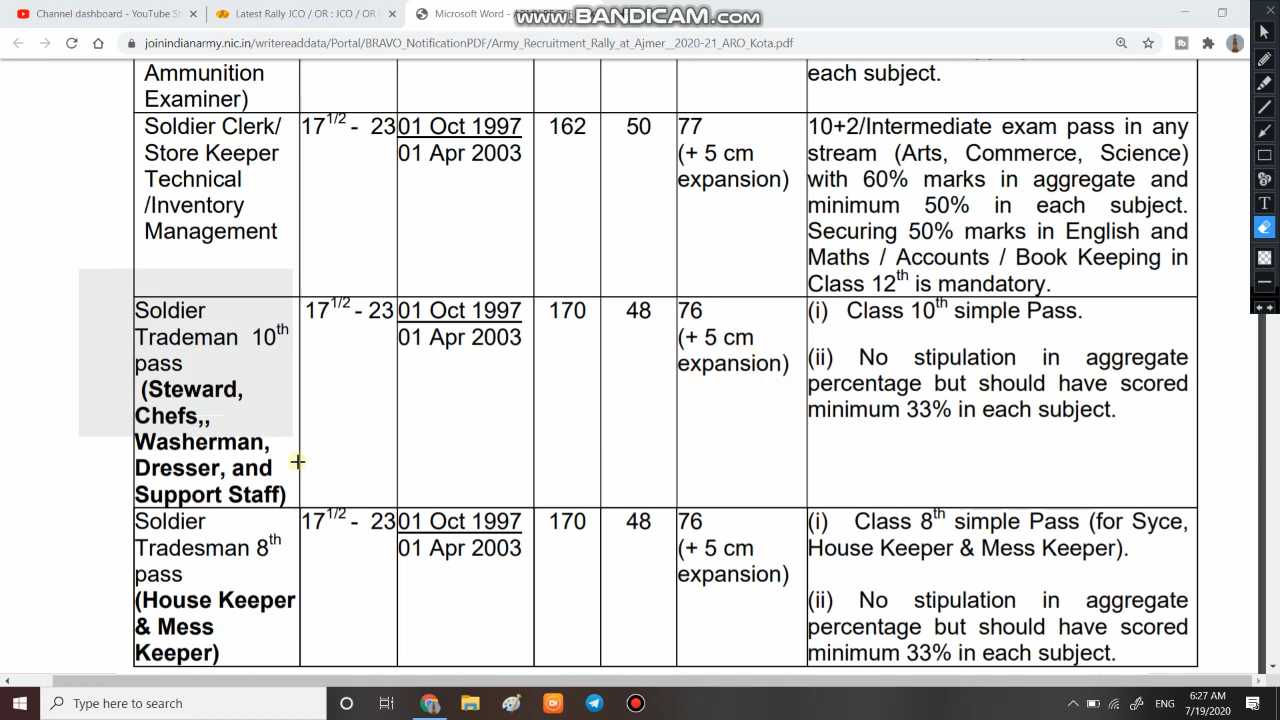 Channel dashboard - YouTube S
Latest Rally JCO / OR : JCO / OR
Microsoft Word -
www.BANDICAM.com
joinindianarmy.nic.in/writereaddata/Portal/BRAVO_NotificationPDF/Army_Recruitment_Rally_at_Ajmer__2020-21_ARO_Kota.pdf
Ammunition
Examiner)
each subject.
Soldier Clerk/
Store Keeper
Technical
/Inventory
Management
17 1/2 - 23
01 Oct 1997
01 Apr 2003
162
50
77
(+ 5 cm
expansion)
10+2/Intermediate exam pass in any
stream (Arts, Commerce, Science)
with 60% marks in aggregate and
minimum 50% in each subject.
Securing 50% marks in English and
Maths / Accounts / Book Keeping in
Class 12th is mandatory.
Soldier
Trademan 10th
pass
(Steward,
Chefs,,
Washerman,
Dresser, and
Support Staff)
17 1/2 - 23
01 Oct 1997
01 Apr 2003
170
48
76
(+ 5 cm
expansion)
(i) Class 10th simple Pass.
(ii) No stipulation in aggregate
percentage but should have scored
minimum 33% in each subject.
Soldier
Tradesman 8th
pass
(House Keeper
& Mess
Keeper)
17 1/2 - 23
01 Oct 1997
01 Apr 2003
170
48
76
(+ 5 cm
expansion)
(i) Class 8th simple Pass (for Syce,
House Keeper & Mess Keeper).
(ii) No stipulation in aggregate
percentage but should have scored
minimum 33% in each subject.
Type here to search
ENG
6:27 AM
7/19/2020